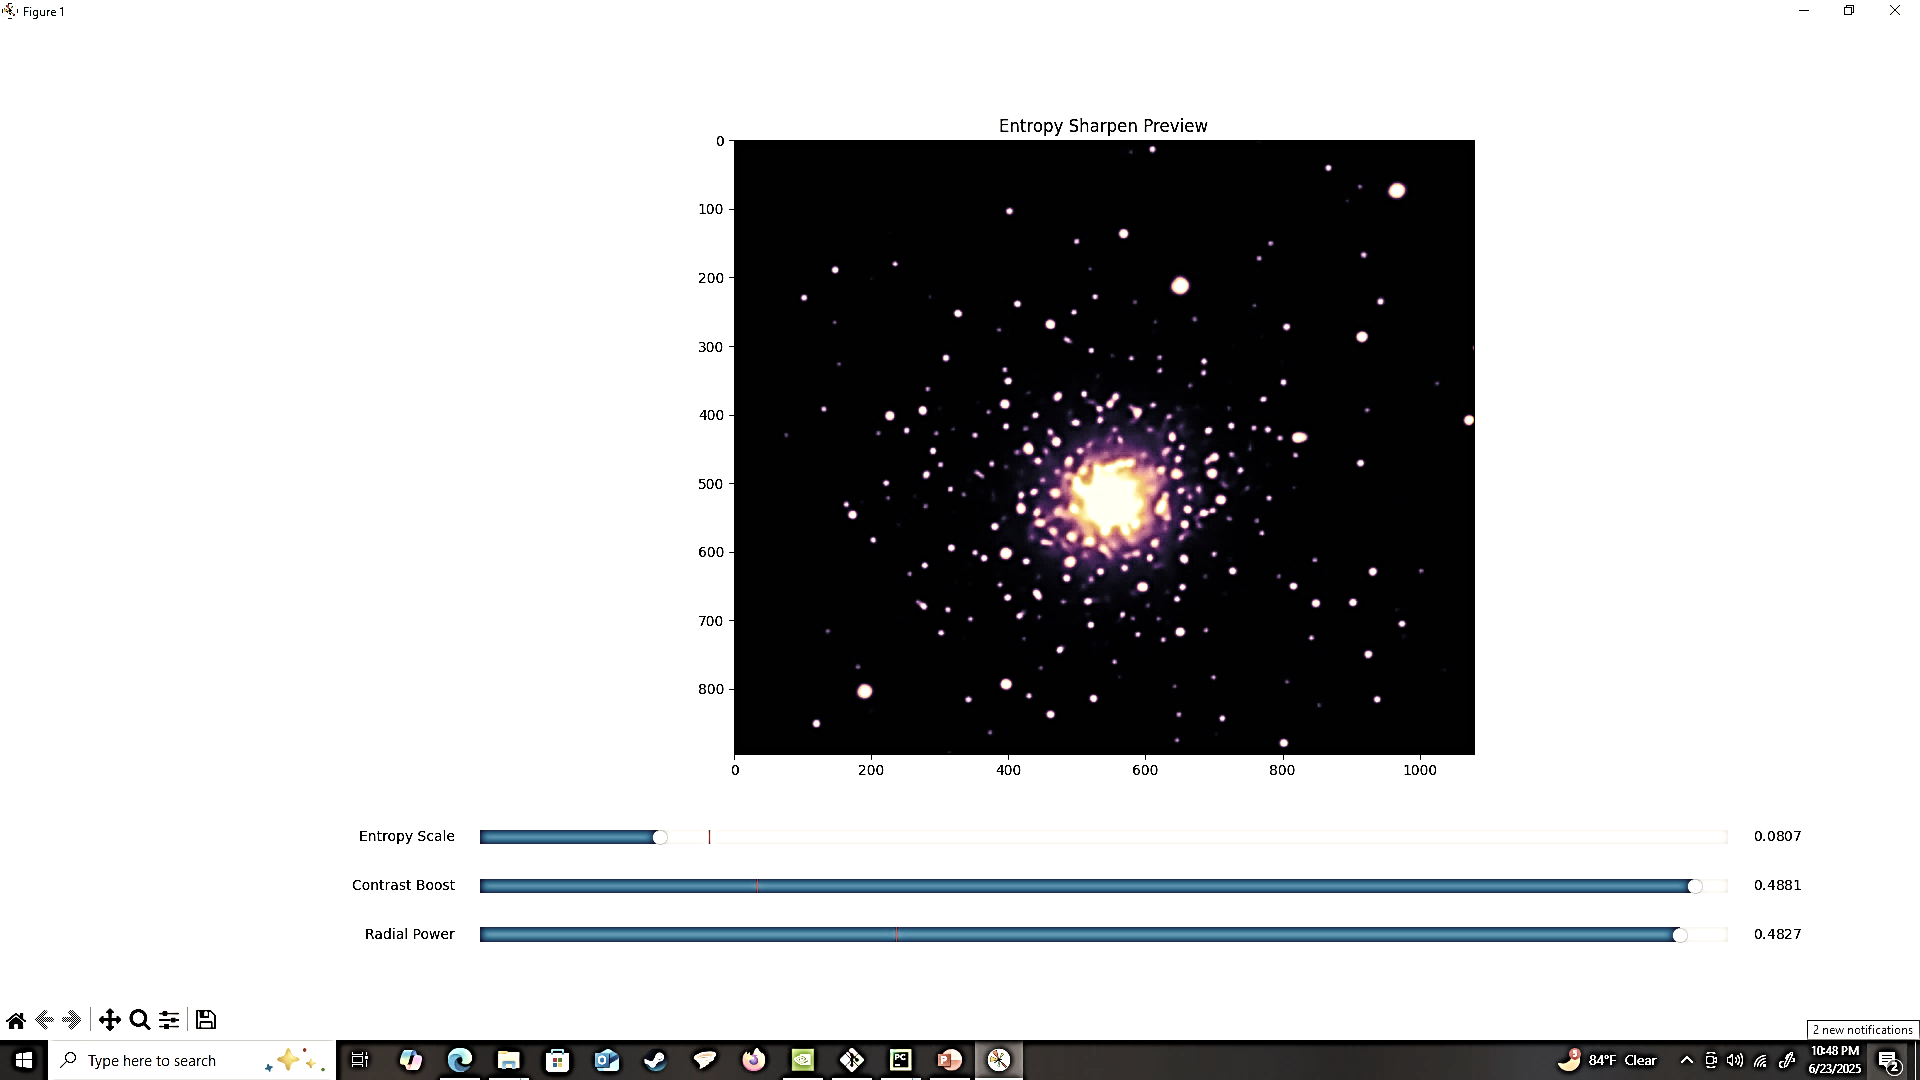 Figure 1
Entropy Sharpen Preview
0
100
200
300
400
500
600
700
800
0 200 400 600 800 1000
Entropy Scale 0.0807
Contrast Boost 0.4881
Radial Power 0.4827
2 new notifications
Type here to search
PC
P
84°F Clear
10:48 PM
6/23/2025
2